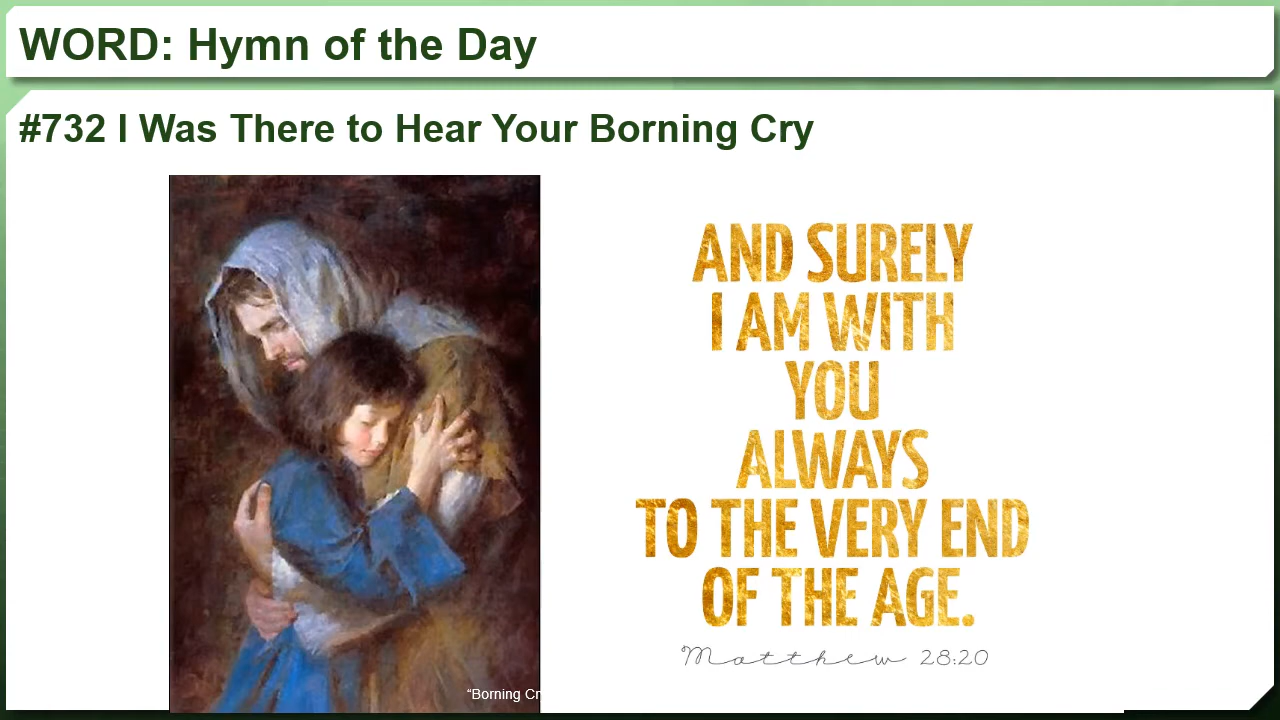 WORD: Hymn of the Day
#732 I Was There to Hear Your Borning Cry
AND SURELY
I AM WITH
YOU
ALWAYS
TO THE VERY END
OF THE AGE.
Matthew 28:20
“Borning